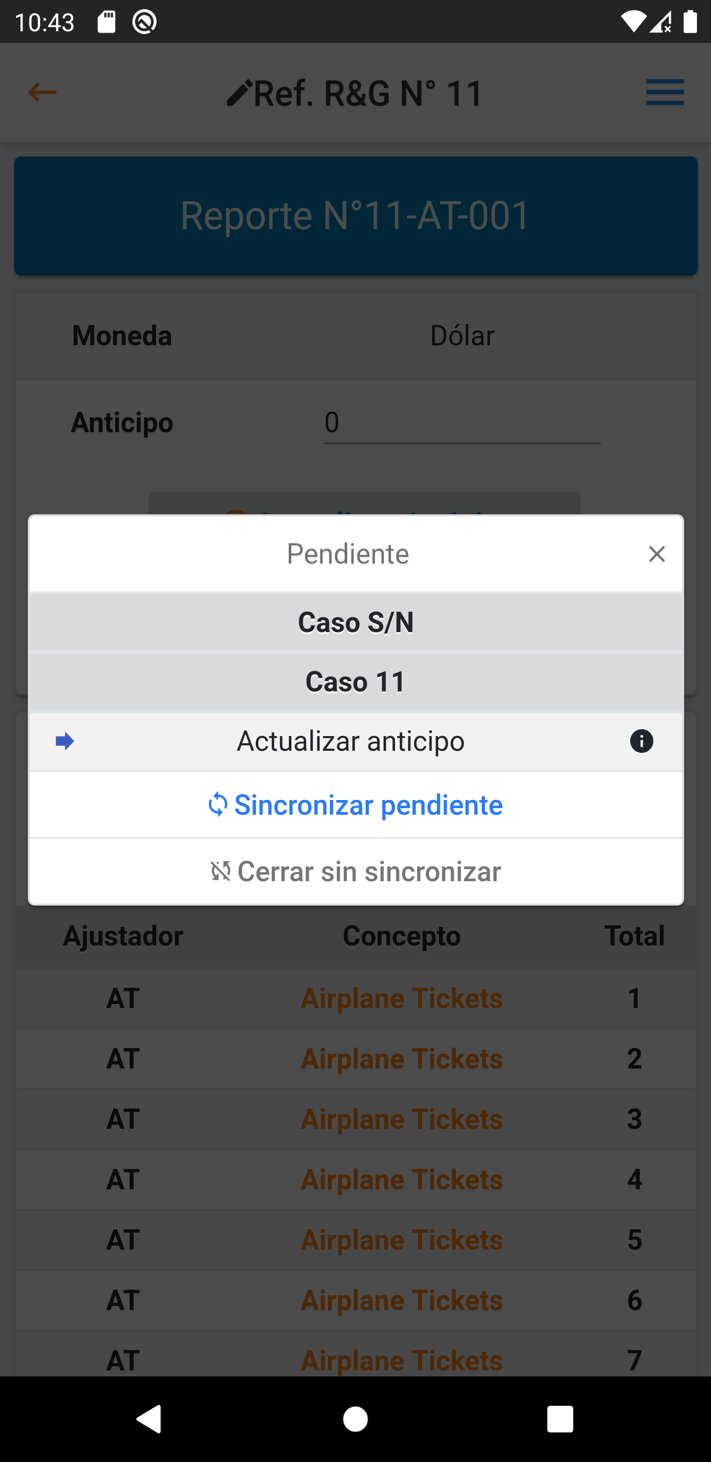 10:43
Ref. R&G N° 11
Reporte N°11-AT-001
Moneda Dólar
Anticipo 0
Pendiente
Caso S/N
Caso 11
Actualizar anticipo
Sincronizar pendiente
Cerrar sin sincronizar
Ajustador Concepto Total
AT Airplane Tickets 1
AT Airplane Tickets 2
AT Airplane Tickets 3
AT Airplane Tickets 4
AT Airplane Tickets 5
AT Airplane Tickets 6
AT Airplane Tickets 7